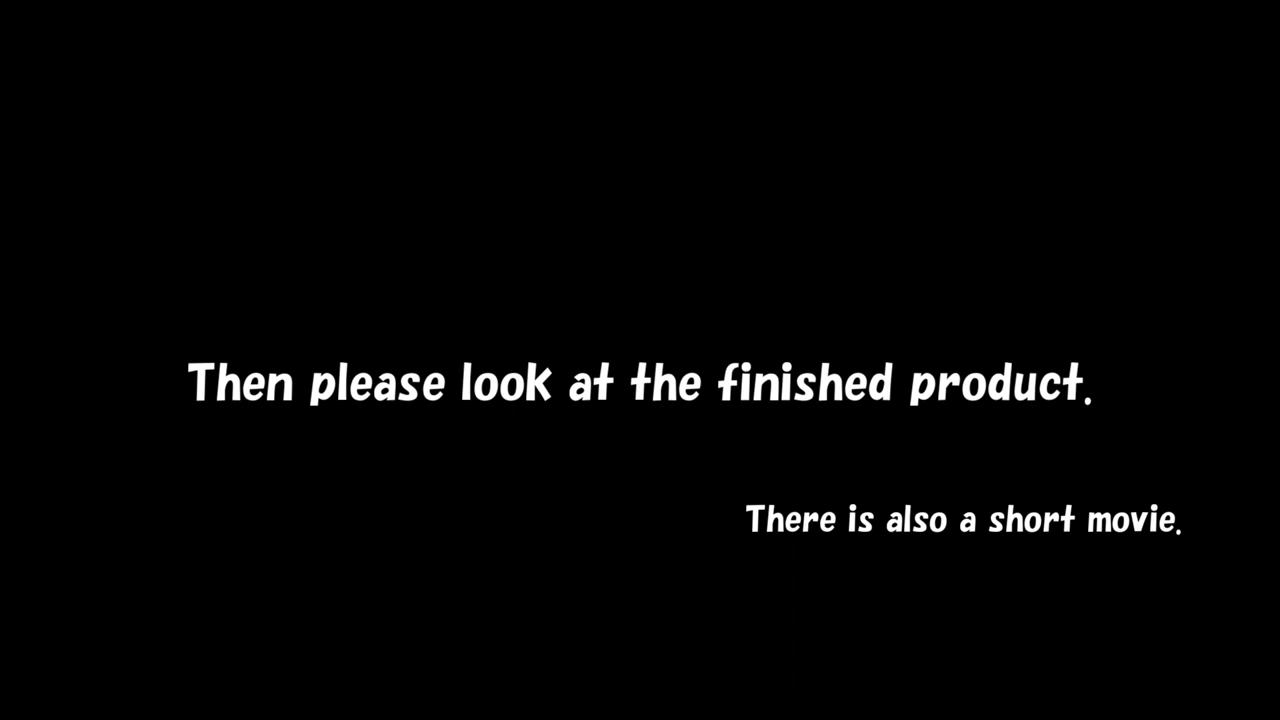 Then please look at the finished product.
There is also a short movie.